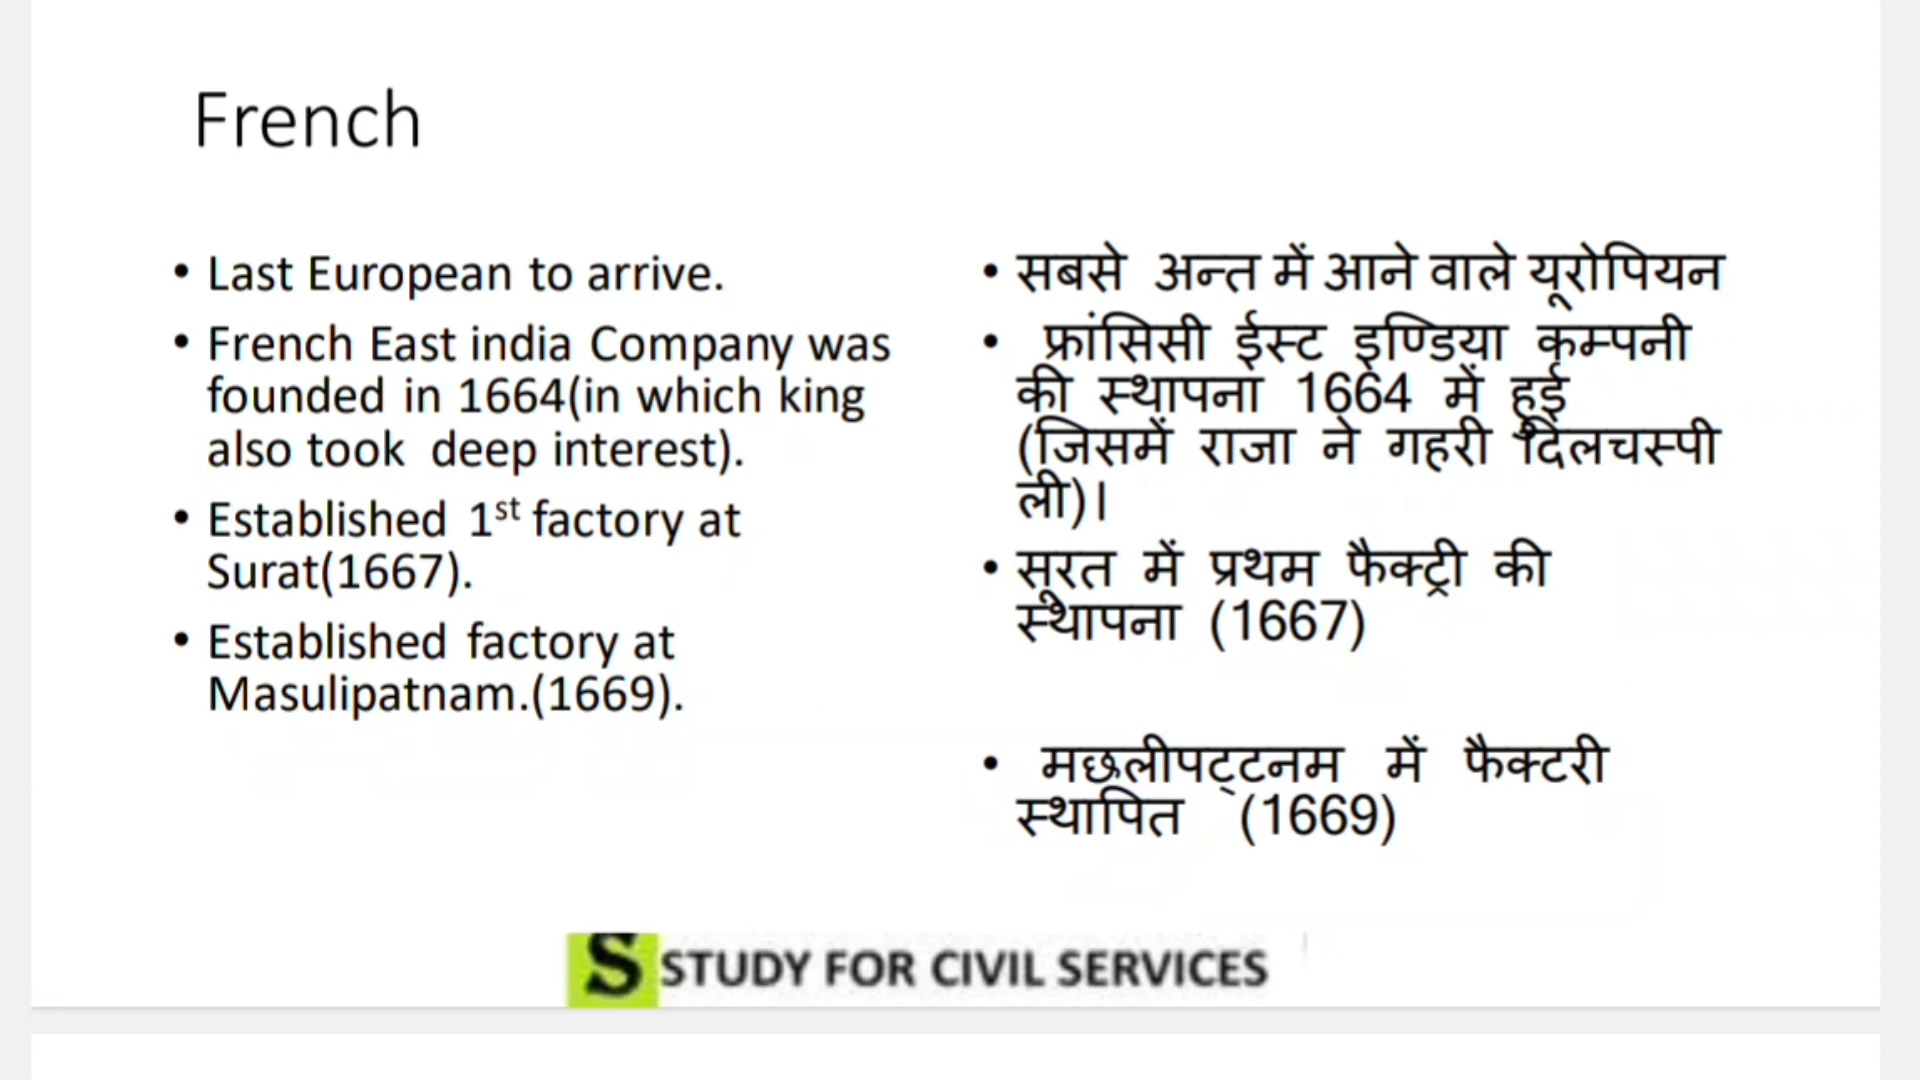 French
• Last European to arrive.
• French East india Company was
founded in 1664(in which king
also took deep interest).
• Established 1st factory at
Surat(1667).
• Established factory at
Masulipatnam.(1669).
• सबसे अन्त में आने वाले यूरोपियन
• फ्रांसिसी ईस्ट इण्डिया कम्पनी
की स्थापना 1664 में हुई
(जिसमें राजा ने गहरी दिलचस्पी
ली)।
• सूरत में प्रथम फैक्ट्री की
स्थापना (1667)
• मछलीपट्टनम में फैक्टरी
स्थापित (1669)
S STUDY FOR CIVIL SERVICES